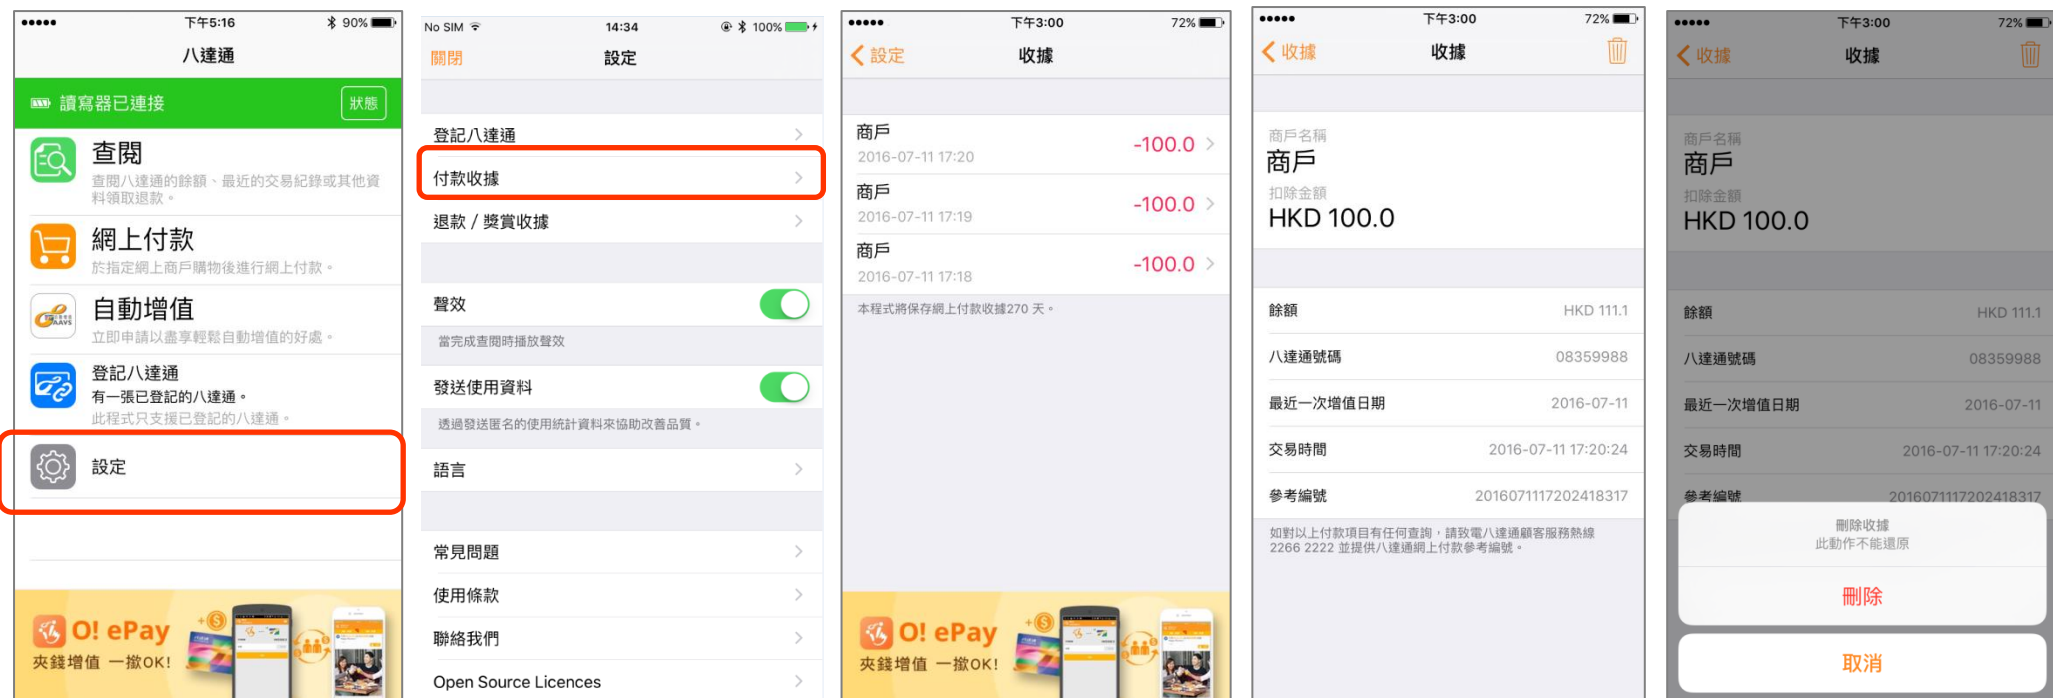 下午5:16
90%
八達通
讀寫器已連接
狀態
查閱
查閱八達通的餘額、最近的交易紀錄或其他資
料領取退款。
網上付款
於指定網上商戶購物後進行網上付款。
AAVS
自動增值
立即申請以盡享輕鬆自動增值的好處。
登記八達通
有一張已登記的八達通。
此程式只支援已登記的八達通。
設定
O! ePay
夾錢增值 一撳OK!
No SIM
14:34
100%
關閉
設定
登記八達通
付款收據
退款 / 獎賞收據
聲效
當完成查閱時播放聲效
發送使用資料
透過發送匿名的使用統計資料來協助改善品質。
語言
常見問題
使用條款
聯絡我們
Open Source Licences
下午3:00
72%
設定
收據
商戶
2016-07-11 17:20
-100.0
商戶
2016-07-11 17:19
-100.0
商戶
2016-07-11 17:18
-100.0
本程式將保存網上付款收據270 天。
O! ePay
夾錢增值 一撳OK!
下午3:00
72%
收據
收據
商戶名稱
商戶
扣除金額
HKD 100.0
餘額
HKD 111.1
八達通號碼
08359988
最近一次增值日期
2016-07-11
交易時間
2016-07-11 17:20:24
參考編號
2016071117202418317
如對以上付款項目有任何查詢，請致電八達通顧客服務熱線
2266 2222 並提供八達通網上付款參考編號。
下午3:00
72%
收據
收據
商戶名稱
商戶
扣除金額
HKD 100.0
餘額
HKD 111.1
八達通號碼
08359988
最近一次增值日期
2016-07-11
交易時間
2016-07-11 17:20:24
參考編號
2016071117202418317
刪除收據
此動作不能還原
刪除
取消